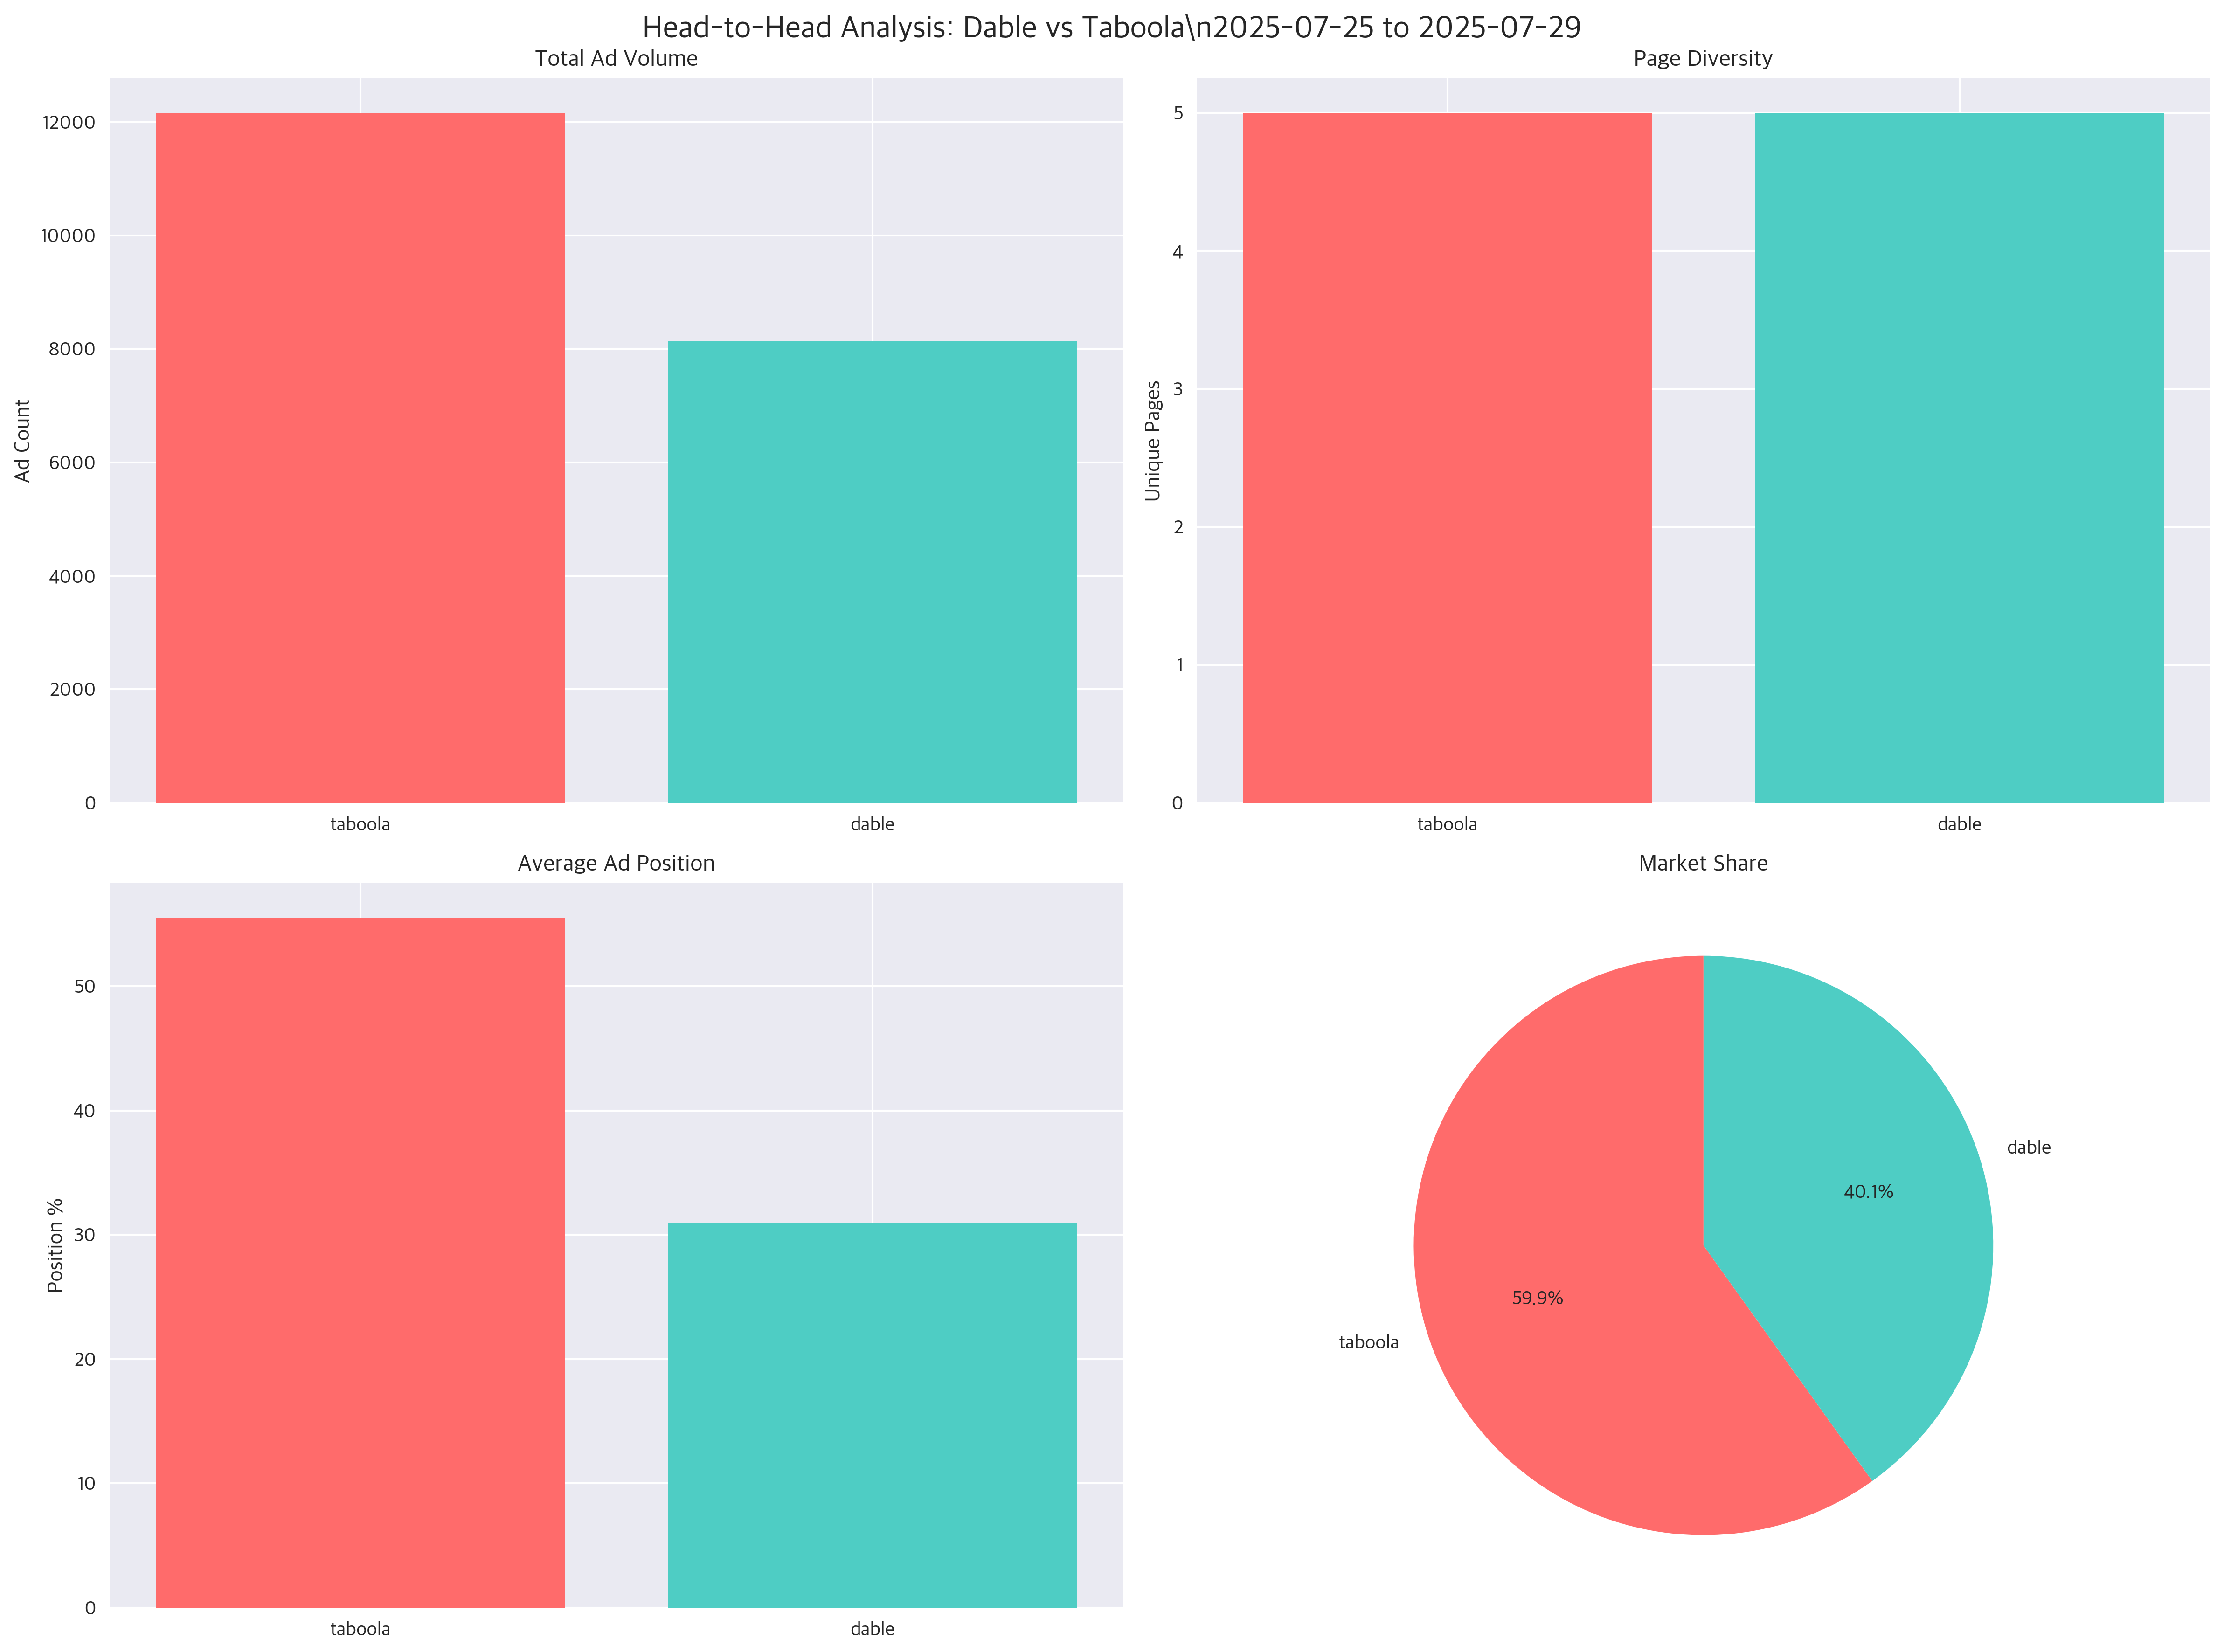 Head-to-Head Analysis: Dable vs Taboola\n2025-07-25 to 2025-07-29
Total Ad Volume
Ad Count
12000
10000
8000
6000
4000
2000
0
taboola
dable
Page Diversity
Unique Pages
5
4
3
2
1
0
taboola
dable
Average Ad Position
Position %
50
40
30
20
10
0
taboola
dable
Market Share
dable
40.1%
59.9%
taboola